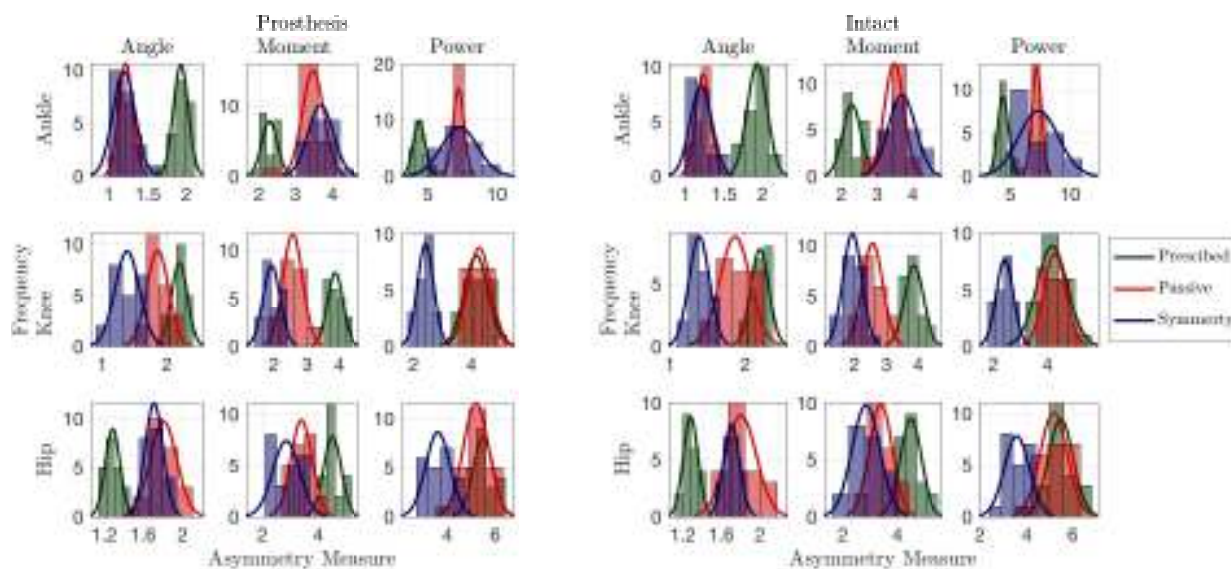 Prosthesis Intact
Angle Moment Power Angle Moment Power
Ankle 10 5 0 10 0 20 10 0 Ankle 10 5 0 10 5 0 10 5 0
1 1.5 2 2 3 4 5 10 1 1.5 2 2 3 4 5 10
Frequency Knee 10 5 0 10 5 0 10 5 0 Frequency Knee 10 5 0 10 5 0 10 5 0
Prescibed
Passive
Symmerty
1 2 2 3 4 2 4 1 2 2 3 4 2 4
Hip 10 5 0 10 5 0 10 5 0 Hip 10 5 0 10 5 0 10 5 0
1.2 1.6 2 2 4 4 6 1.2 1.6 2 2 4 2 4 6
Asymmetry Measure Asymmetry Measure